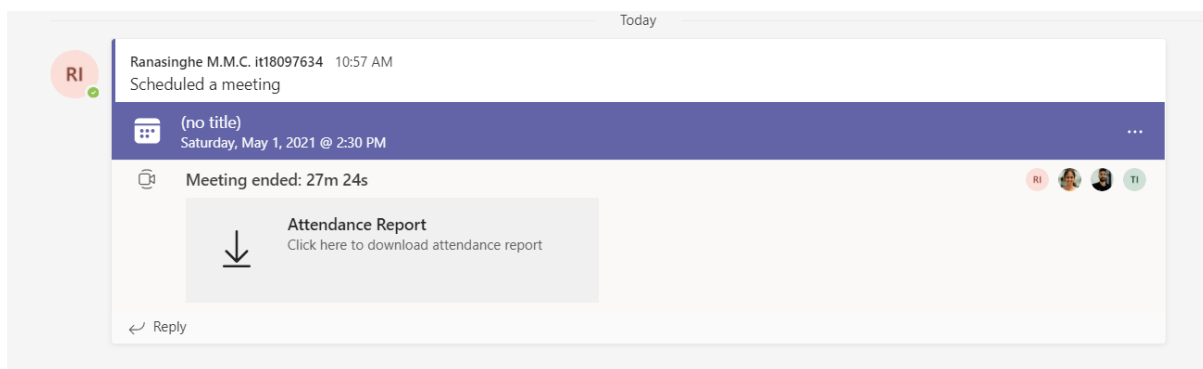 Today
RI
Ranasinghe M.M.C. it18097634 10:57 AM
Scheduled a meeting
(no title)
Saturday, May 1, 2021 @ 2:30 PM
...
Meeting ended: 27m 24s
RI TI
Attendance Report
Click here to download attendance report
Reply